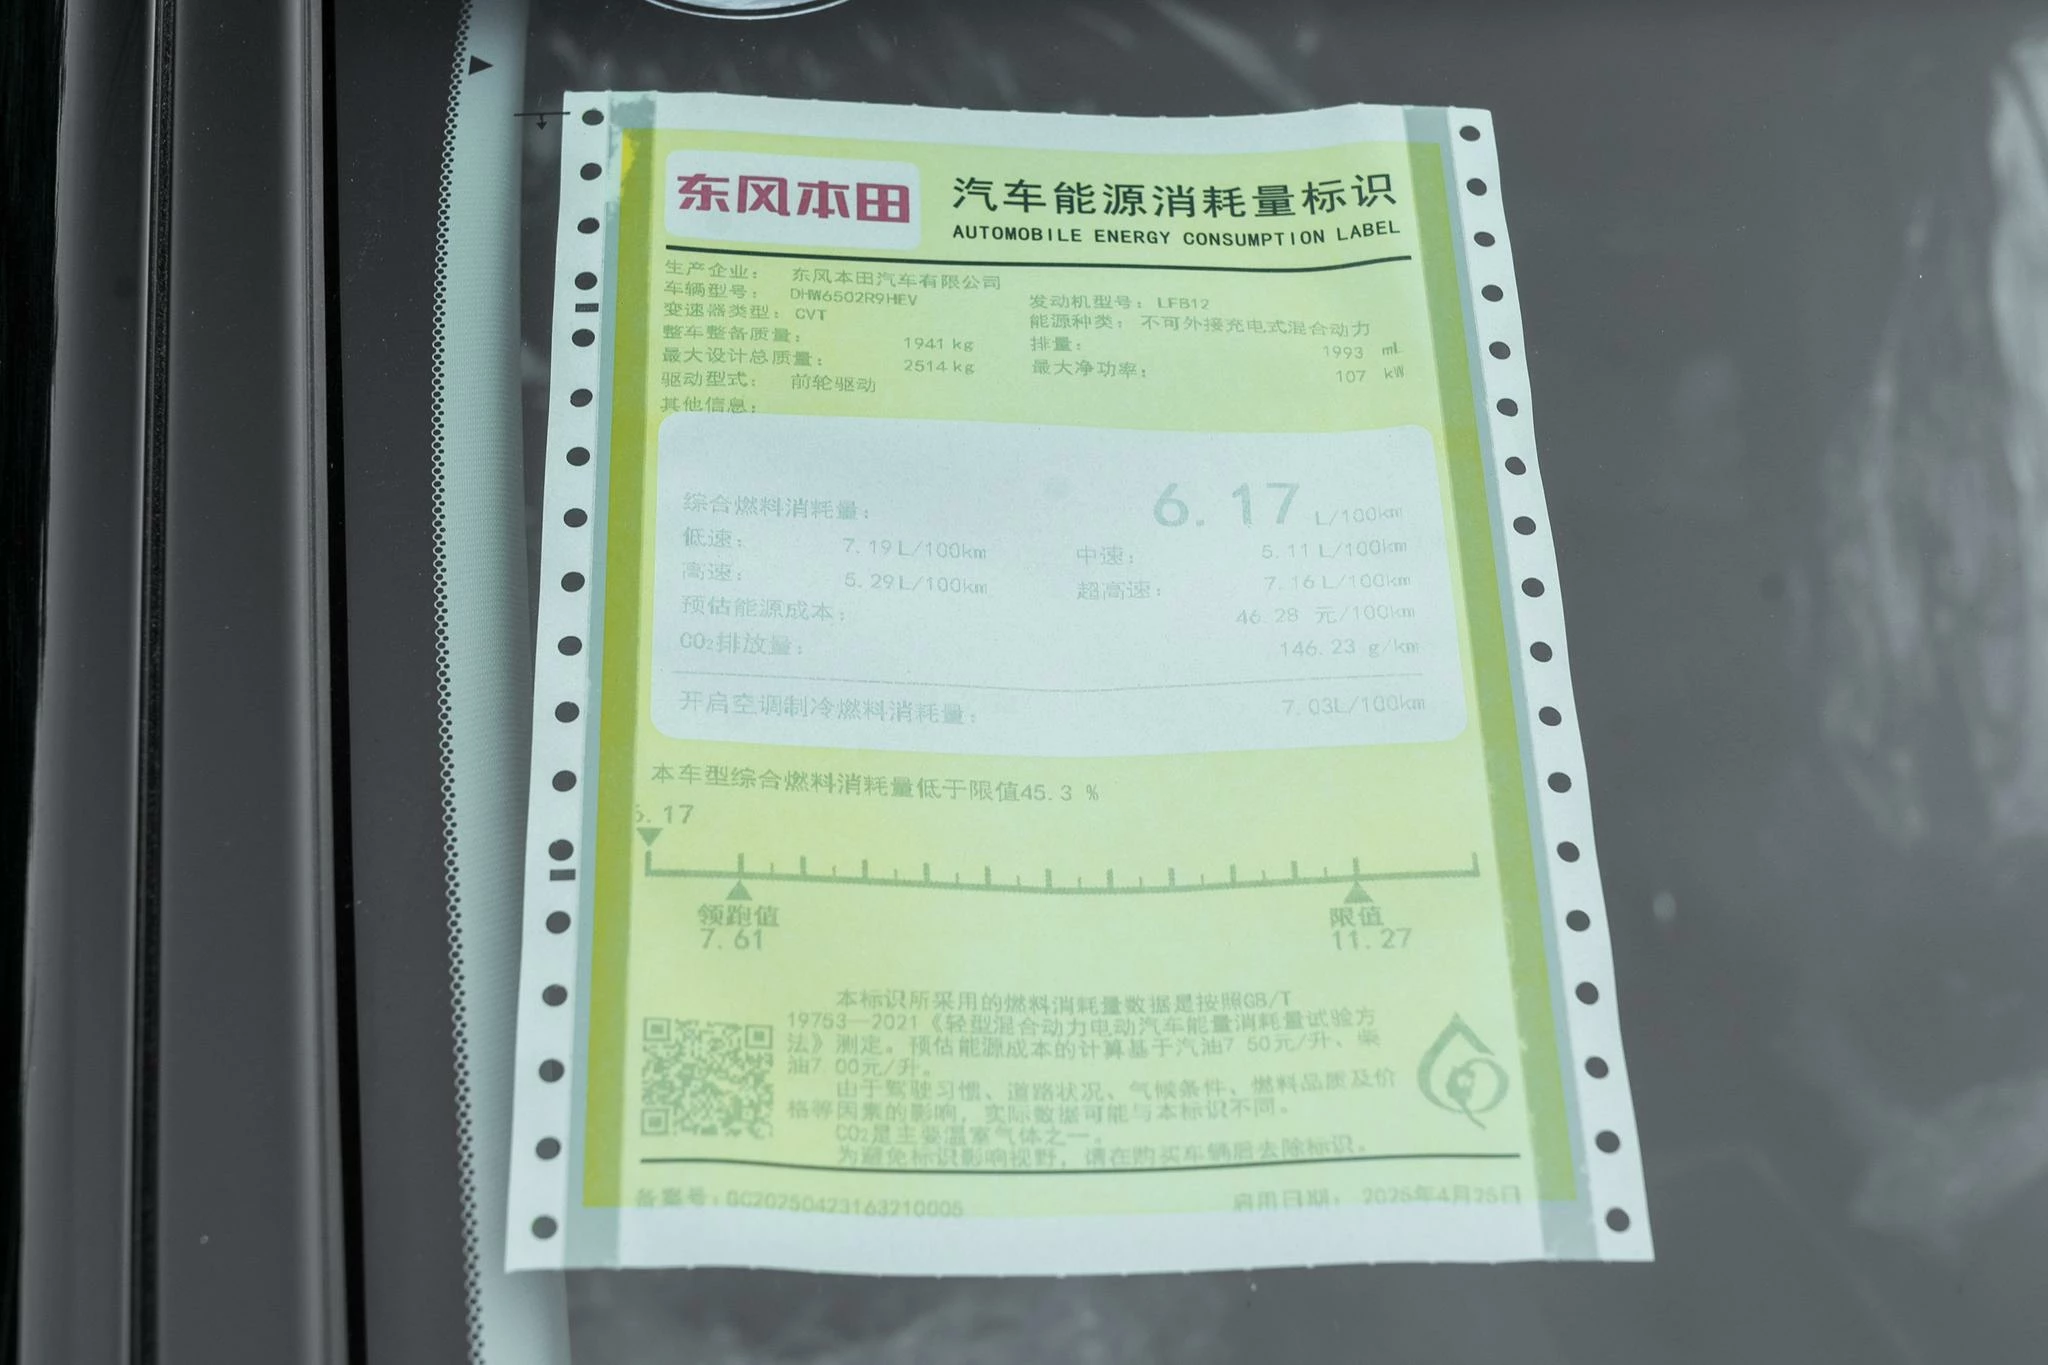 东风本田
汽车能源消耗量标识
AUTOMOBILE ENERGY CONSUMPTION LABEL
生产企业： 东风本田汽车有限公司
车辆型号： DHW6502R9HEV
发动机型号： LFB12
变速器类型： CVT
能源种类： 不可外接充电式混合动力
整车整备质量： 1941 kg
排量： 1993 mL
最大设计总质量： 2514 kg
最大净功率： 107 kW
驱动型式： 前轮驱动
其他信息：
综合燃料消耗量： 6.17 L/100km
低速： 7.19 L/100km
中速： 5.11 L/100km
高速： 5.29 L/100km
超高速： 7.16 L/100km
预估能源成本： 46.28 元/100km
CO₂排放量： 146.23 g/km
开启空调制冷燃料消耗量： 7.03L/100km
本车型综合燃料消耗量低于限值45.3 %
6.17
领跑值
7.61
限值
11.27
本标识所采用的燃料消耗量数据是按照GB/T
19753—2021《轻型混合动力电动汽车能量消耗量试验方
法》测定。预估能源成本的计算基于汽油7.50元/升、柴
油7.00元/升。
由于驾驶习惯、道路状况、气候条件、燃料品质及价
格等因素的影响，实际数据可能与本标识不同。
CO₂是主要温室气体之一。
为避免标识影响视野，请在购买车辆后去除标识。
备案号：GC20250423163210005
启用日期： 2025年4月25日